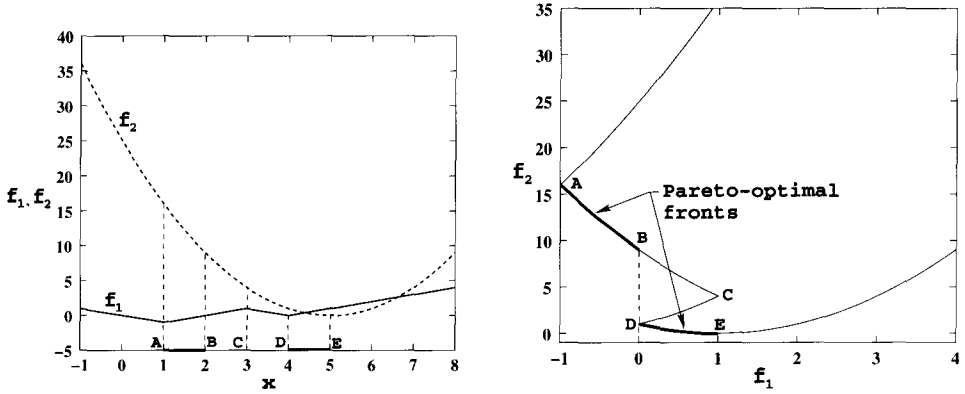 40
35
30
25
20
15
10
5
0
−5
f₁, f₂
f₂
f₁
A B C D E
−1 0 1 2 3 4 5 6 7 8
x
35
30
25
20
15
10
5
0
f₂
A
Pareto-optimal
fronts
B
C
D E
−1 0 1 2 3 4
f₁